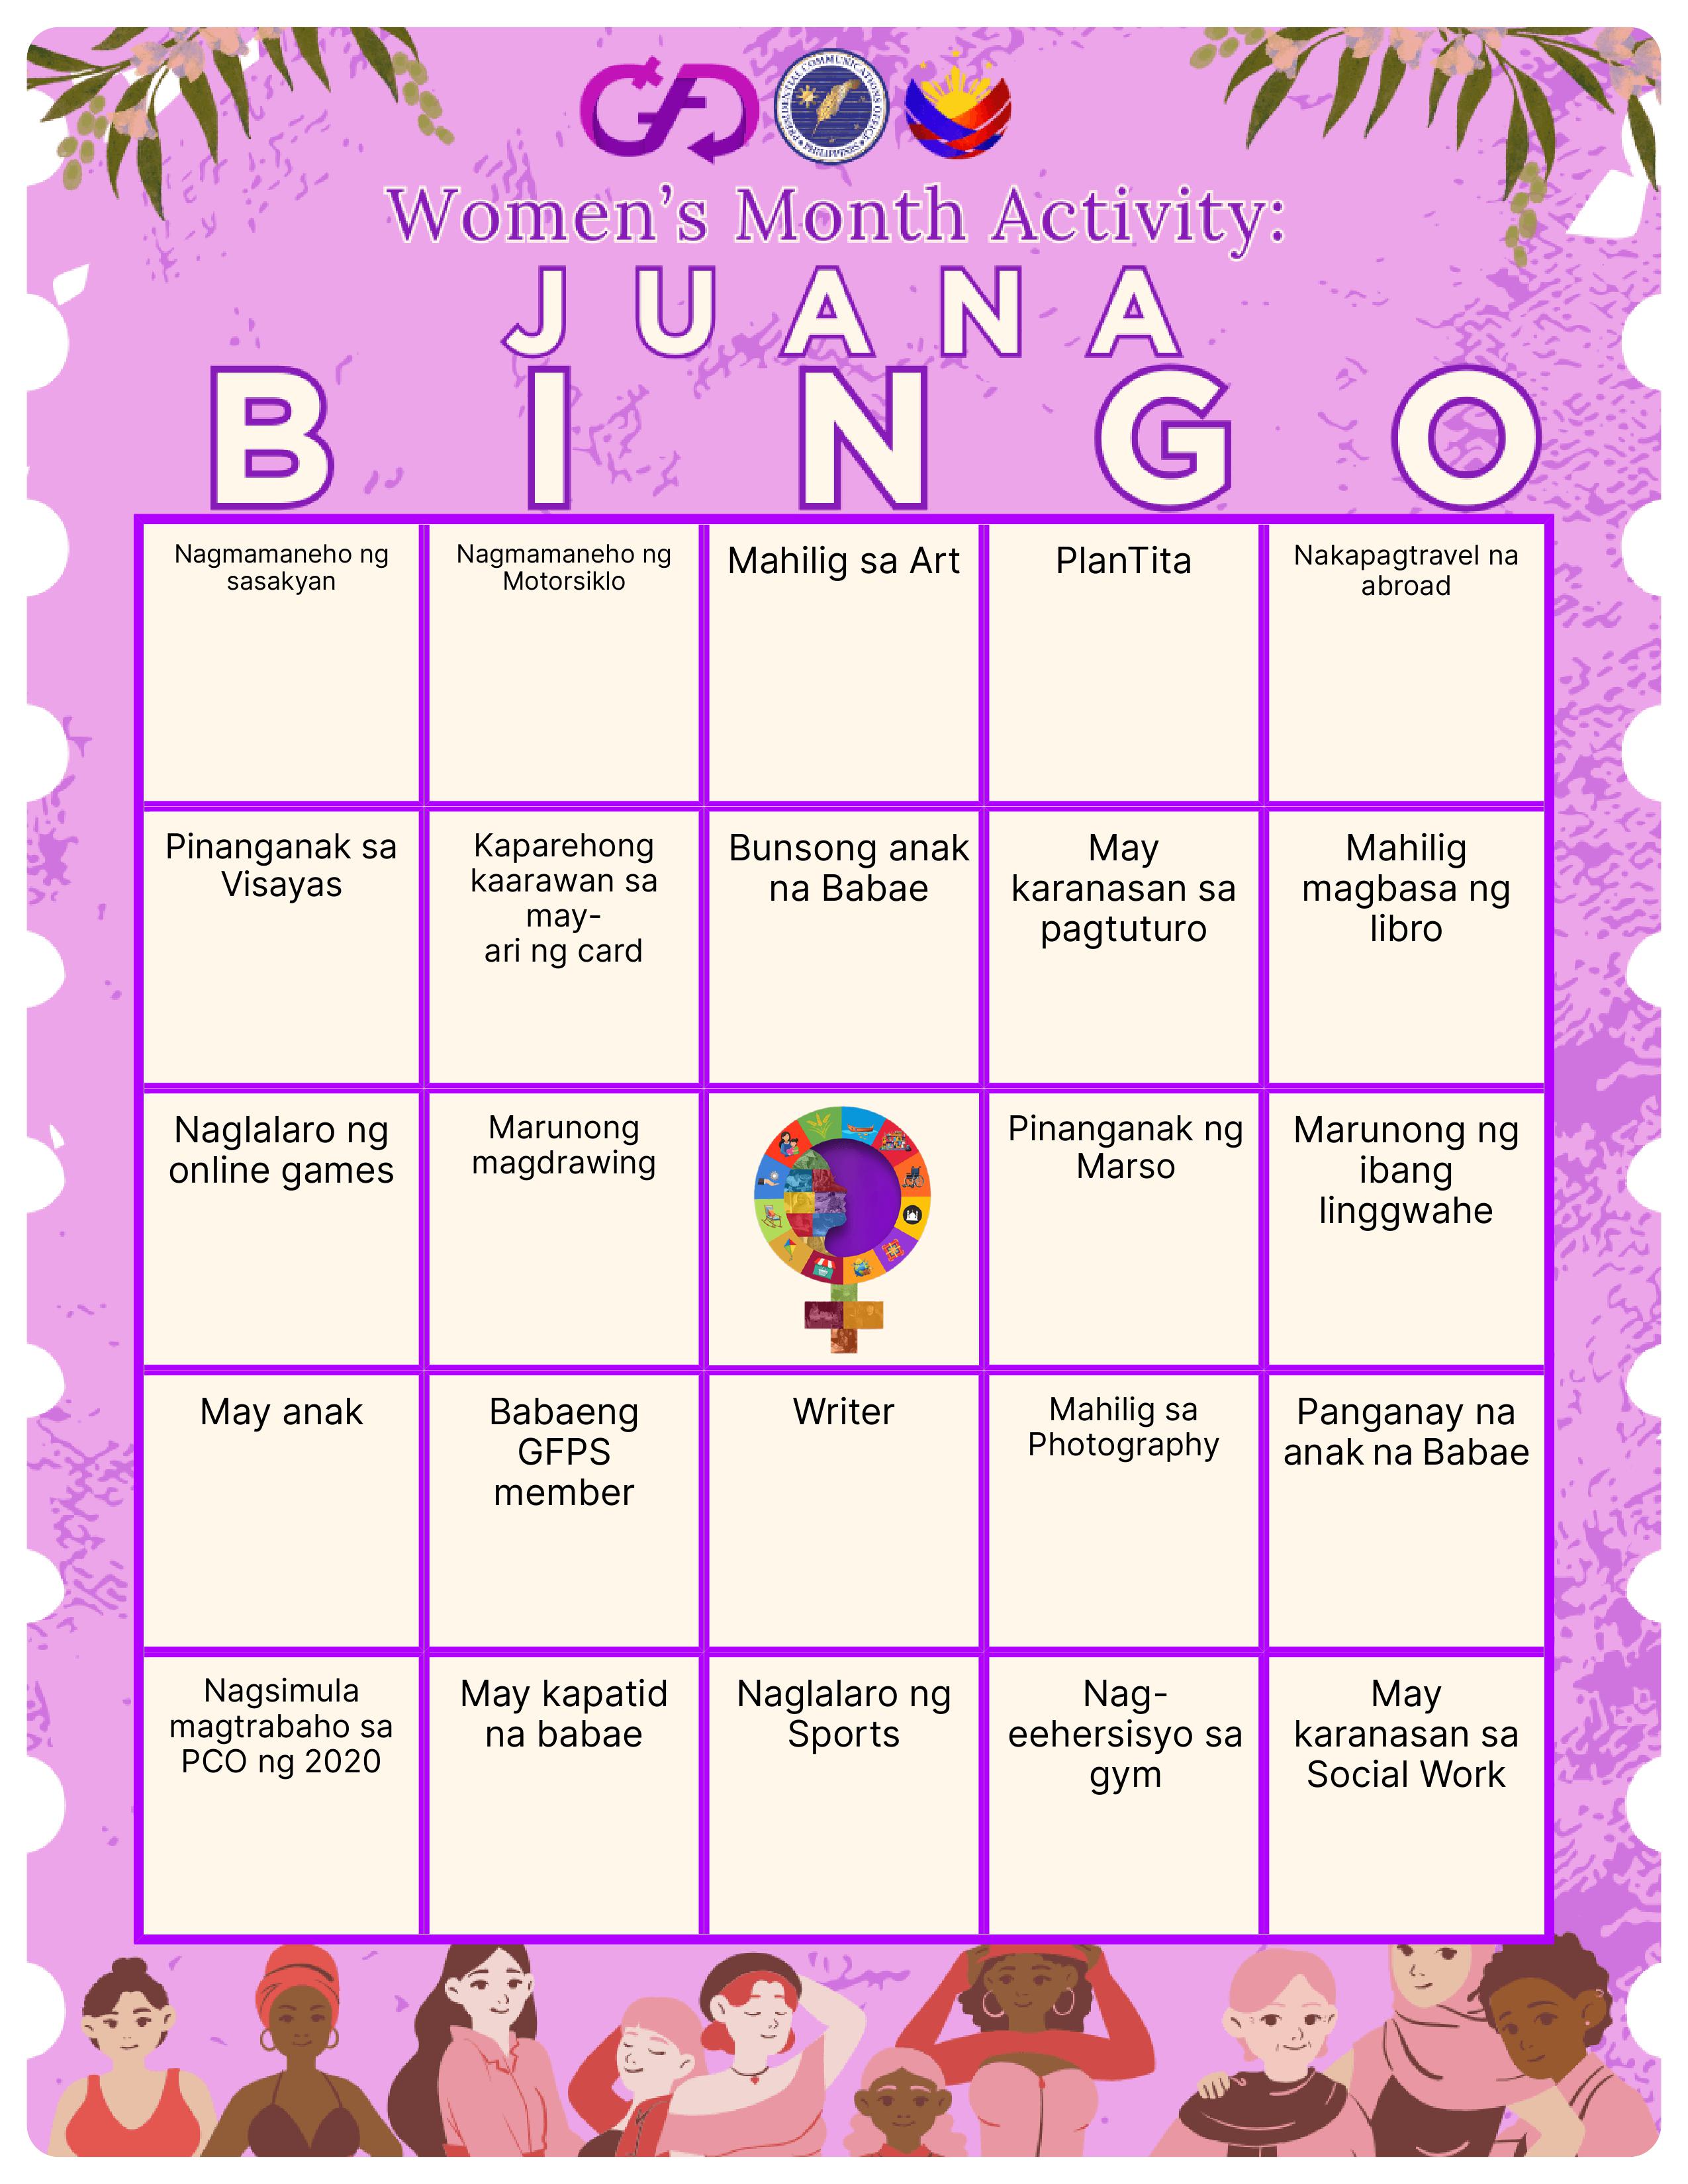 PRESIDENTIAL COMMUNICATIONS OFFICE
PHILIPPINES
Women's Month Activity:
JUANA
BINGO
Nagmamaneho ng
sasakyan
Nagmamaneho ng
Motorsiklo
Mahilig sa Art
PlanTita
Nakapagtravel na
abroad
Pinanganak sa
Visayas
Kaparehong
kaarawan sa
may-
ari ng card
Bunsong anak
na Babae
May
karanasan sa
pagtuturo
Mahilig
magbasa ng
libro
Naglalaro ng
online games
Marunong
magdrawing
Pinanganak ng
Marso
Marunong ng
ibang
linggwahe
May anak
Babaeng
GFPS
member
Writer
Mahilig sa
Photography
Panganay na
anak na Babae
Nagsimula
magtrabaho sa
PCO ng 2020
May kapatid
na babae
Naglalaro ng
Sports
Nag-
eehersisyo sa
gym
May
karanasan sa
Social Work